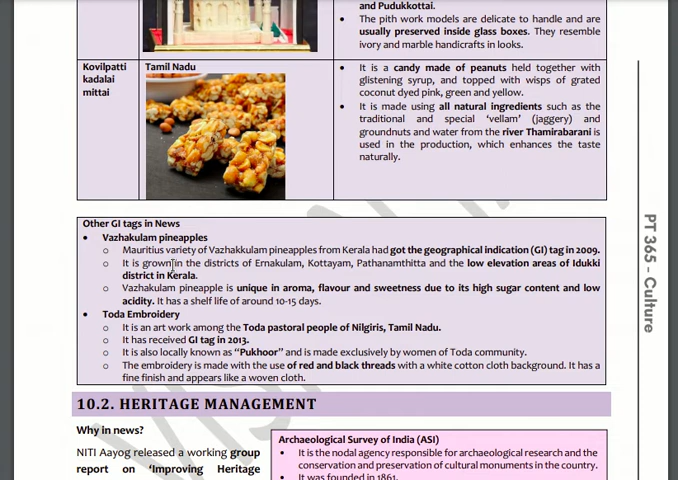 and Pudukkottai.
• The pith work models are delicate to handle and are
usually preserved inside glass boxes. They resemble
ivory and marble handicrafts in looks.
Kovilpatti
kadalai
mittai
Tamil Nadu
• It is a candy made of peanuts held together with
glistening syrup, and topped with wisps of grated
coconut dyed pink, green and yellow.
• It is made using all natural ingredients such as the
traditional and special 'vellam' (jaggery) and
groundnuts and water from the river Thamirabarani is
used in the production, which enhances the taste
naturally.
Other GI tags in News
• Vazhakulam pineapples
o Mauritius variety of Vazhakkulam pineapples from Kerala had got the geographical indication (GI) tag in 2009.
o It is grown in the districts of Ernakulam, Kottayam, Pathanamthitta and the low elevation areas of Idukki
district in Kerala.
o Vazhakulam pineapple is unique in aroma, flavour and sweetness due to its high sugar content and low
acidity. It has a shelf life of around 10-15 days.
• Toda Embroidery
o It is an art work among the Toda pastoral people of Nilgiris, Tamil Nadu.
o It has received GI tag in 2013.
o It is also locally known as "Pukhoor" and is made exclusively by women of Toda community.
o The embroidery is made with the use of red and black threads with a white cotton cloth background. It has a
fine finish and appears like a woven cloth.
10.2. HERITAGE MANAGEMENT
Why in news?
NITI Aayog released a working group
report on 'Improving Heritage
Archaeological Survey of India (ASI)
• It is the nodal agency responsible for archaeological research and the
conservation and preservation of cultural monuments in the country.
• It was founded in 1861.
PT 365 - Culture